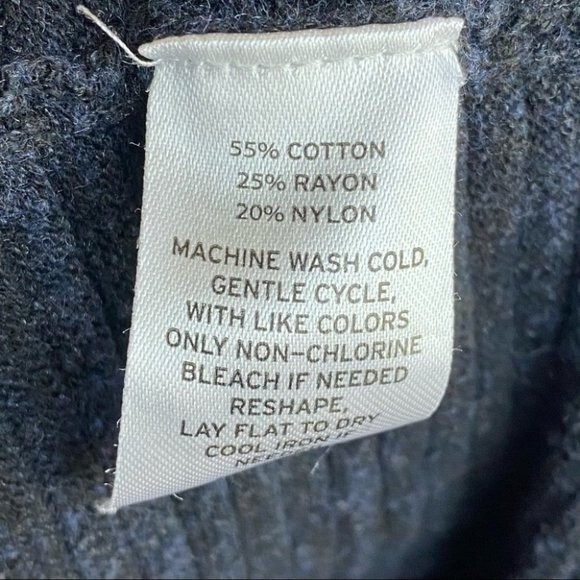 55% COTTON
25% RAYON
20% NYLON
MACHINE WASH COLD,
GENTLE CYCLE,
WITH LIKE COLORS
ONLY NON-CHLORINE
BLEACH IF NEEDED
RESHAPE,
LAY FLAT TO DRY
COOL IRON IF